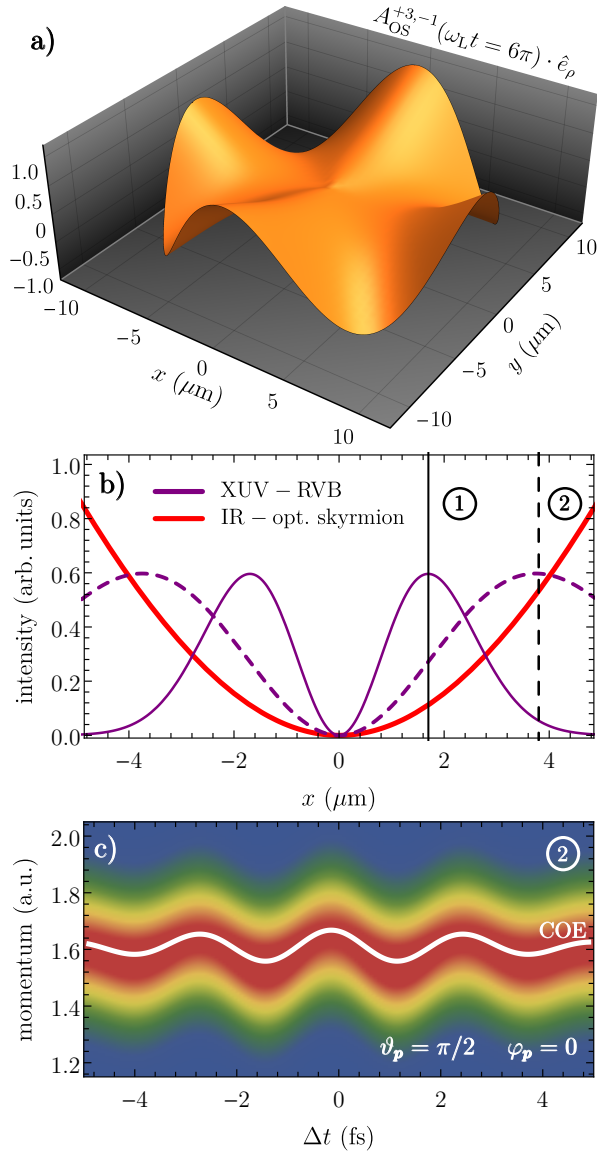 a)
A_OS^{+3,−1}(ω_L t = 6π) · ê_ρ
1.0
0.5
0
−0.5
−1.0
−10
−5
0
5
10
x (μm)
−10
−5
0
5
10
y (μm)
b)
XUV − RVB
IR − opt. skyrmion
1
2
1.0
0.8
0.6
0.4
0.2
0.0
intensity (arb. units)
−4 −2 0 2 4
x (μm)
c)
2
COE
ϑ_p = π/2 φ_p = 0
2.0
1.8
1.6
1.4
1.2
momentum (a.u.)
−4 −2 0 2 4
Δt (fs)